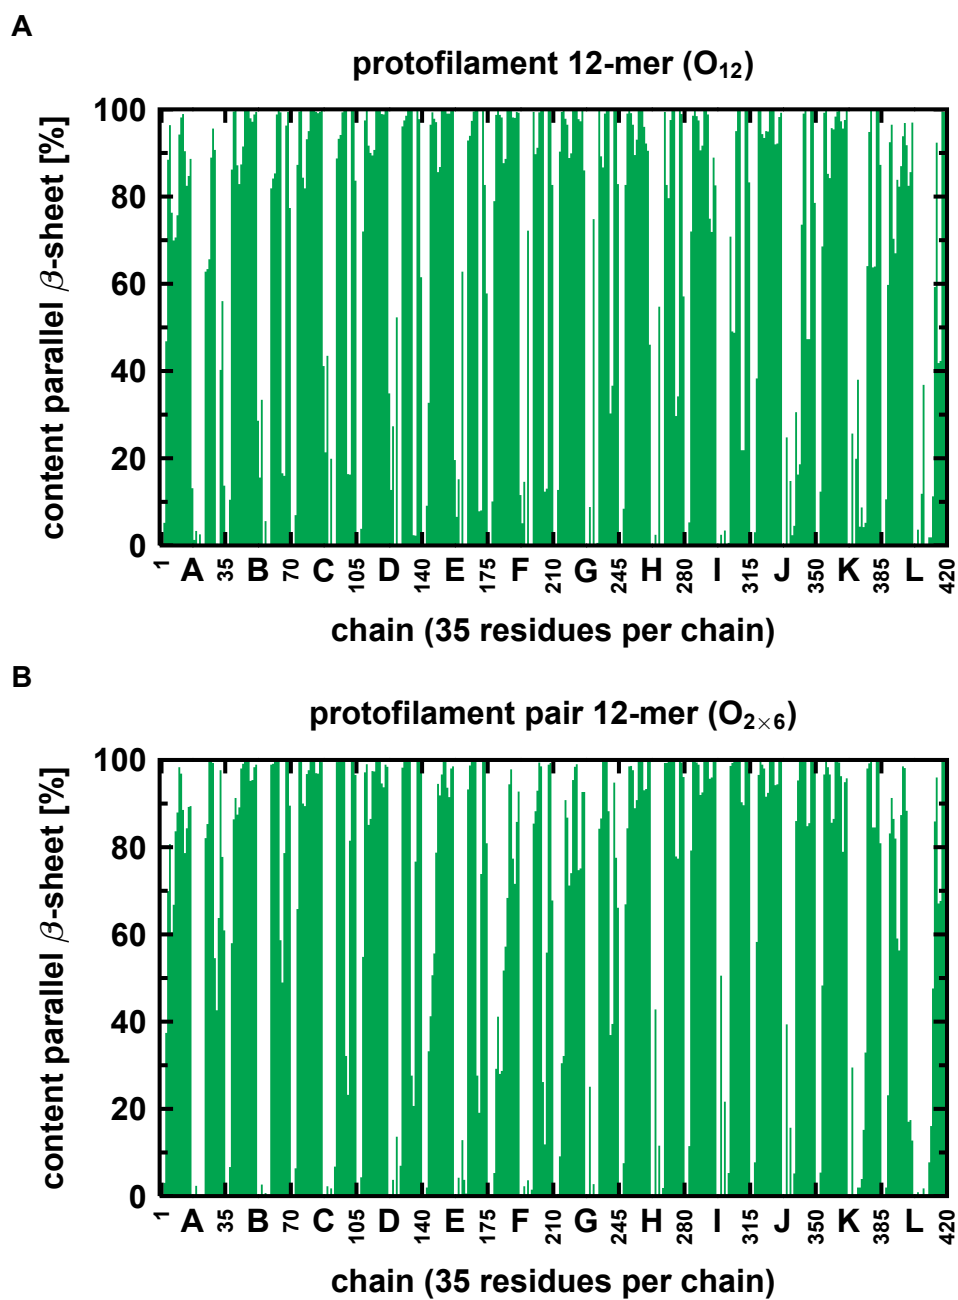 A
protofilament 12-mer (O₁₂)
content parallel β-sheet [%]
100
80
60
40
20
0
1 A 35 B 70 C 105 D 140 E 175 F 210 G 245 H 280 I 315 J 350 K 385 L 420
chain (35 residues per chain)
B
protofilament pair 12-mer (O₂ₓ₆)
content parallel β-sheet [%]
100
80
60
40
20
0
1 A 35 B 70 C 105 D 140 E 175 F 210 G 245 H 280 I 315 J 350 K 385 L 420
chain (35 residues per chain)